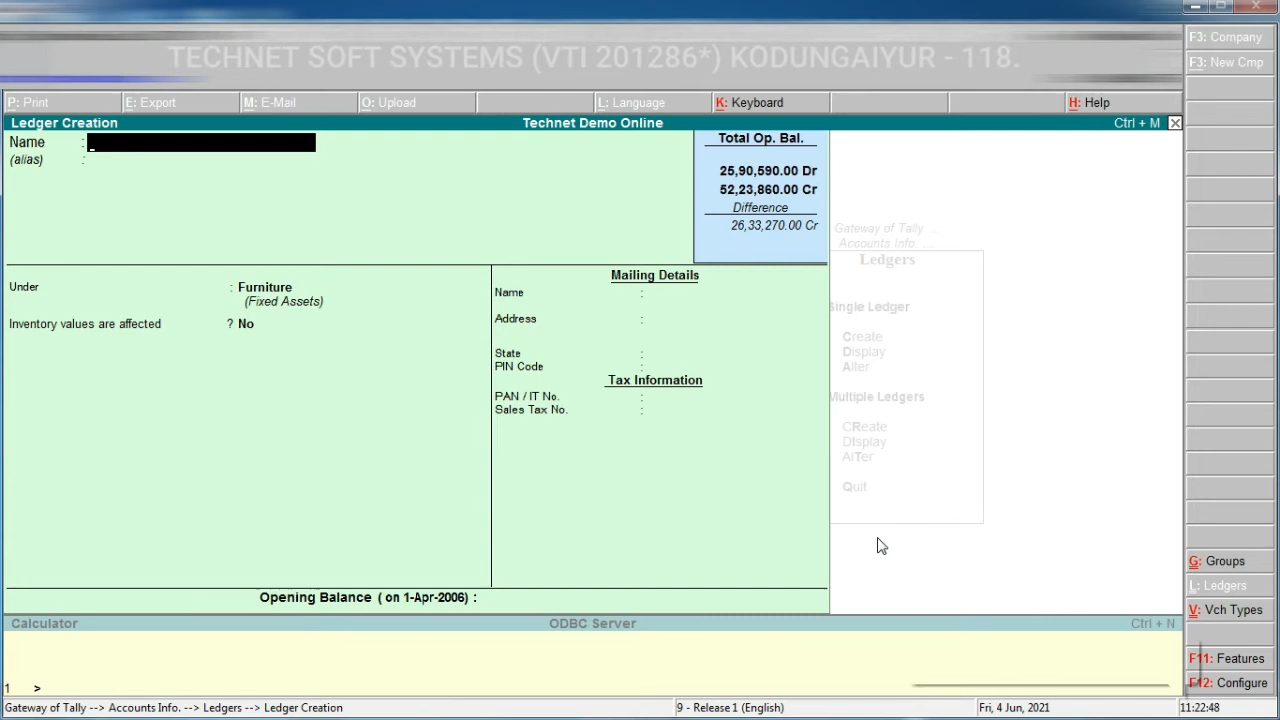 TECHNET SOFT SYSTEMS (VTI 201286*) KODUNGAIYUR - 118.
F3: Company
F3: New Cmp
P: Print E: Export M: E-Mail O: Upload L: Language K: Keyboard H: Help
Ledger Creation Technet Demo Online Ctrl + M
Name :
(alias) :
Total Op. Bal.
25,90,590.00 Dr
52,23,860.00 Cr
Difference
26,33,270.00 Cr
Gateway of Tally ...
Accounts Info. ....
Ledgers
Single Ledger
Create
Display
Alter
Multiple Ledgers
CReate
DIsplay
AlTer
Quit
Under : Furniture
(Fixed Assets)
Inventory values are affected ? No
Mailing Details
Name :
Address :
State :
PIN Code :
Tax Information
PAN / IT No. :
Sales Tax No. :
Opening Balance ( on 1-Apr-2006) :
G: Groups
L: Ledgers
V: Vch Types
F11: Features
F12: Configure
Calculator ODBC Server Ctrl + N
1 >
Gateway of Tally --> Accounts Info. --> Ledgers --> Ledger Creation 9 - Release 1 (English) Fri, 4 Jun, 2021 11:22:48